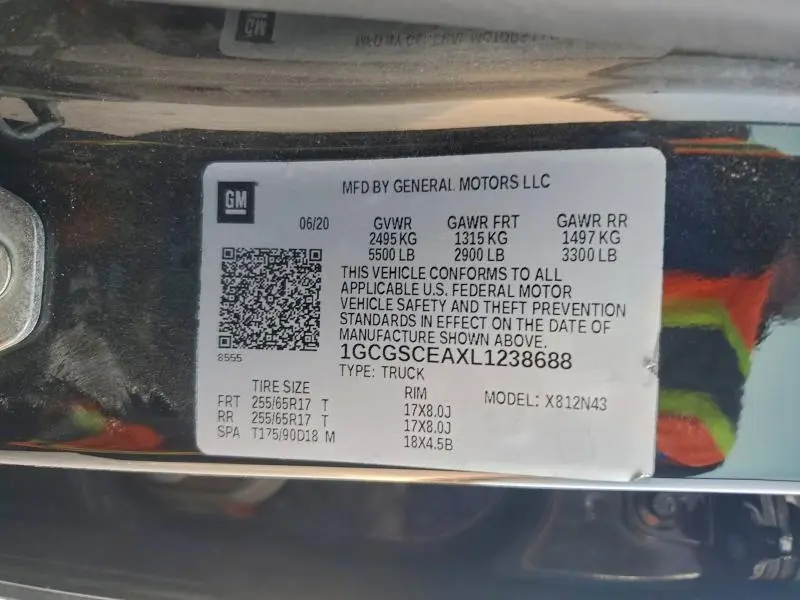 GM
MFD BY GENERAL MOTORS LLC
06/20 GVWR GAWR FRT GAWR RR
2495 KG 1315 KG 1497 KG
5500 LB 2900 LB 3300 LB
THIS VEHICLE CONFORMS TO ALL
APPLICABLE U.S. FEDERAL MOTOR
VEHICLE SAFETY AND THEFT PREVENTION
STANDARDS IN EFFECT ON THE DATE OF
MANUFACTURE SHOWN ABOVE.
8555
1GCGSCEAXL1238688
TYPE: TRUCK
TIRE SIZE RIM MODEL: X812N43
FRT 255/65R17 T 17X8.0J
RR 255/65R17 T 17X8.0J
SPA T175/90D18 M 18X4.5B